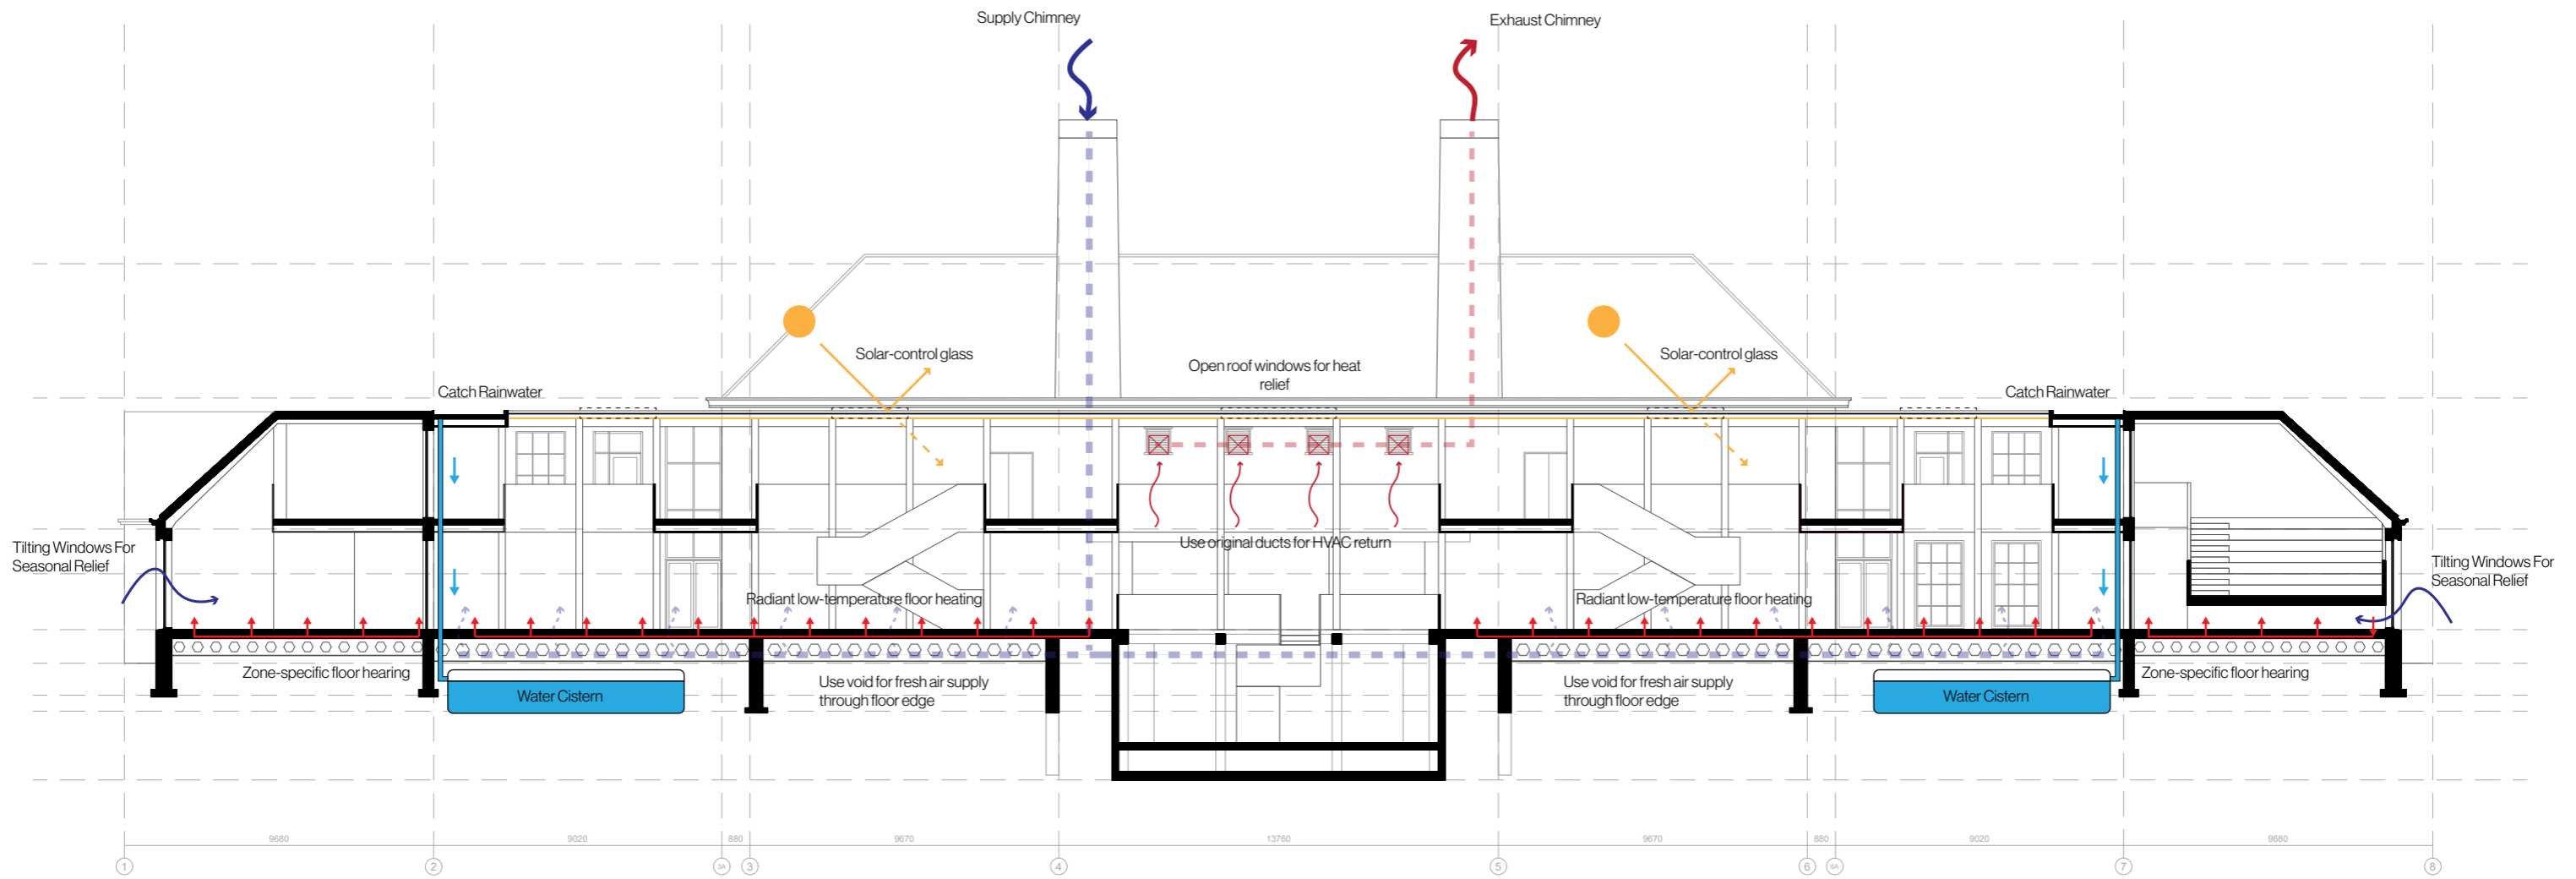 Supply Chimney
Exhaust Chimney
Solar-control glass
Solar-control glass
Open roof windows for heat
relief
Catch Rainwater
Catch Rainwater
Tilting Windows For
Seasonal Relief
Use original ducts for HVAC return
Tilting Windows For
Seasonal Relief
Radiant low-temperature floor heating
Radiant low-temperature floor heating
Zone-specific floor hearing
Water Cistern
Use void for fresh air supply
through floor edge
Use void for fresh air supply
through floor edge
Water Cistern
Zone-specific floor hearing
9680
9020
880
9670
13760
9670
880
9020
9680
1
2
3A
3
4
5
6
6A
7
8